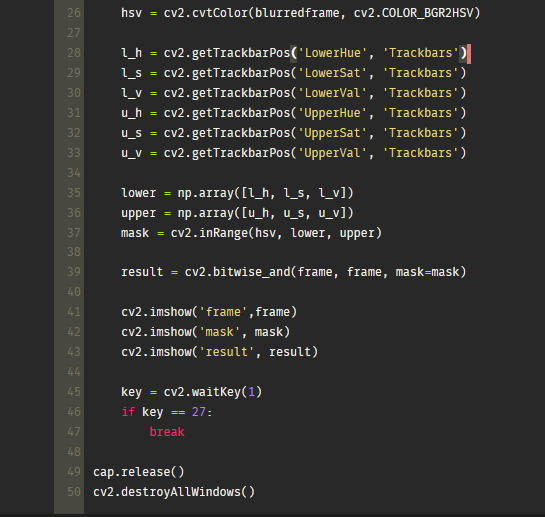 26 hsv = cv2.cvtColor(blurredframe, cv2.COLOR_BGR2HSV)
27
28 l_h = cv2.getTrackbarPos('LowerHue', 'Trackbars')
29 l_s = cv2.getTrackbarPos('LowerSat', 'Trackbars')
30 l_v = cv2.getTrackbarPos('LowerVal', 'Trackbars')
31 u_h = cv2.getTrackbarPos('UpperHue', 'Trackbars')
32 u_s = cv2.getTrackbarPos('UpperSat', 'Trackbars')
33 u_v = cv2.getTrackbarPos('UpperVal', 'Trackbars')
34
35 lower = np.array([l_h, l_s, l_v])
36 upper = np.array([u_h, u_s, u_v])
37 mask = cv2.inRange(hsv, lower, upper)
38
39 result = cv2.bitwise_and(frame, frame, mask=mask)
40
41 cv2.imshow('frame',frame)
42 cv2.imshow('mask', mask)
43 cv2.imshow('result', result)
44
45 key = cv2.waitKey(1)
46 if key == 27:
47 break
48
49 cap.release()
50 cv2.destroyAllWindows()